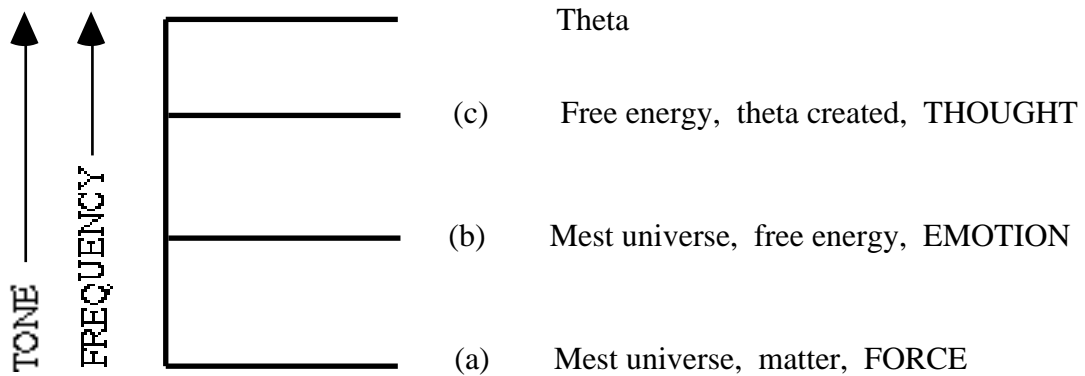 Theta
(c) Free energy, theta created, THOUGHT
(b) Mest universe, free energy, EMOTION
(a) Mest universe, matter, FORCE
TONE
FREQUENCY